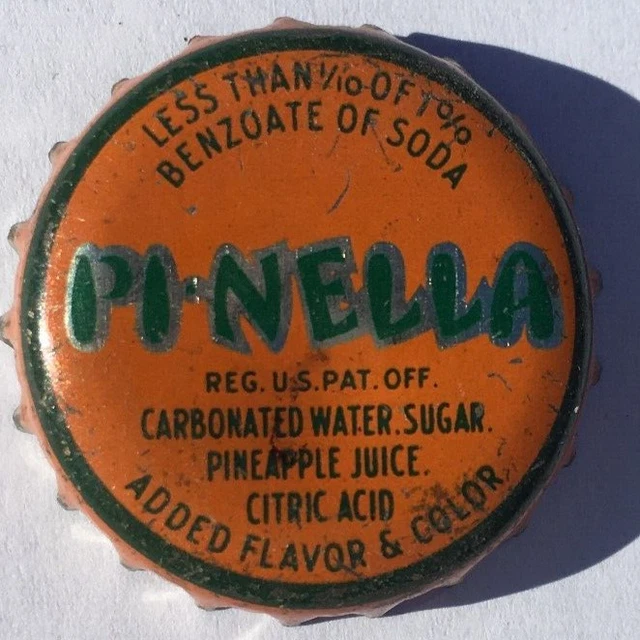 LESS THAN 1/10 OF 1%
BENZOATE OF SODA
PI-NELLA
REG. U.S. PAT. OFF.
CARBONATED WATER. SUGAR.
PINEAPPLE JUICE.
CITRIC ACID
ADDED FLAVOR & COLOR